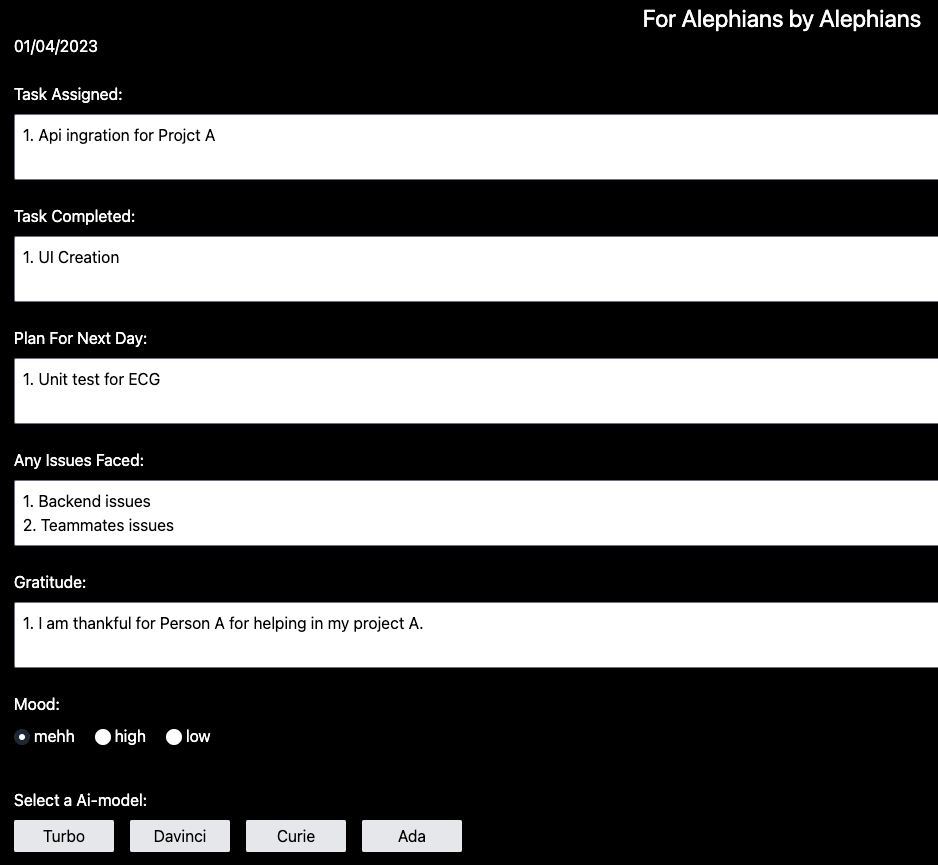 For Alephians by Alephians
01/04/2023
Task Assigned:
1. Api ingration for Projct A
Task Completed:
1. UI Creation
Plan For Next Day:
1. Unit test for ECG
Any Issues Faced:
1. Backend issues
2. Teammates issues
Gratitude:
1. I am thankful for Person A for helping in my project A.
Mood:
mehh high low
Select a Ai-model:
Turbo Davinci Curie Ada